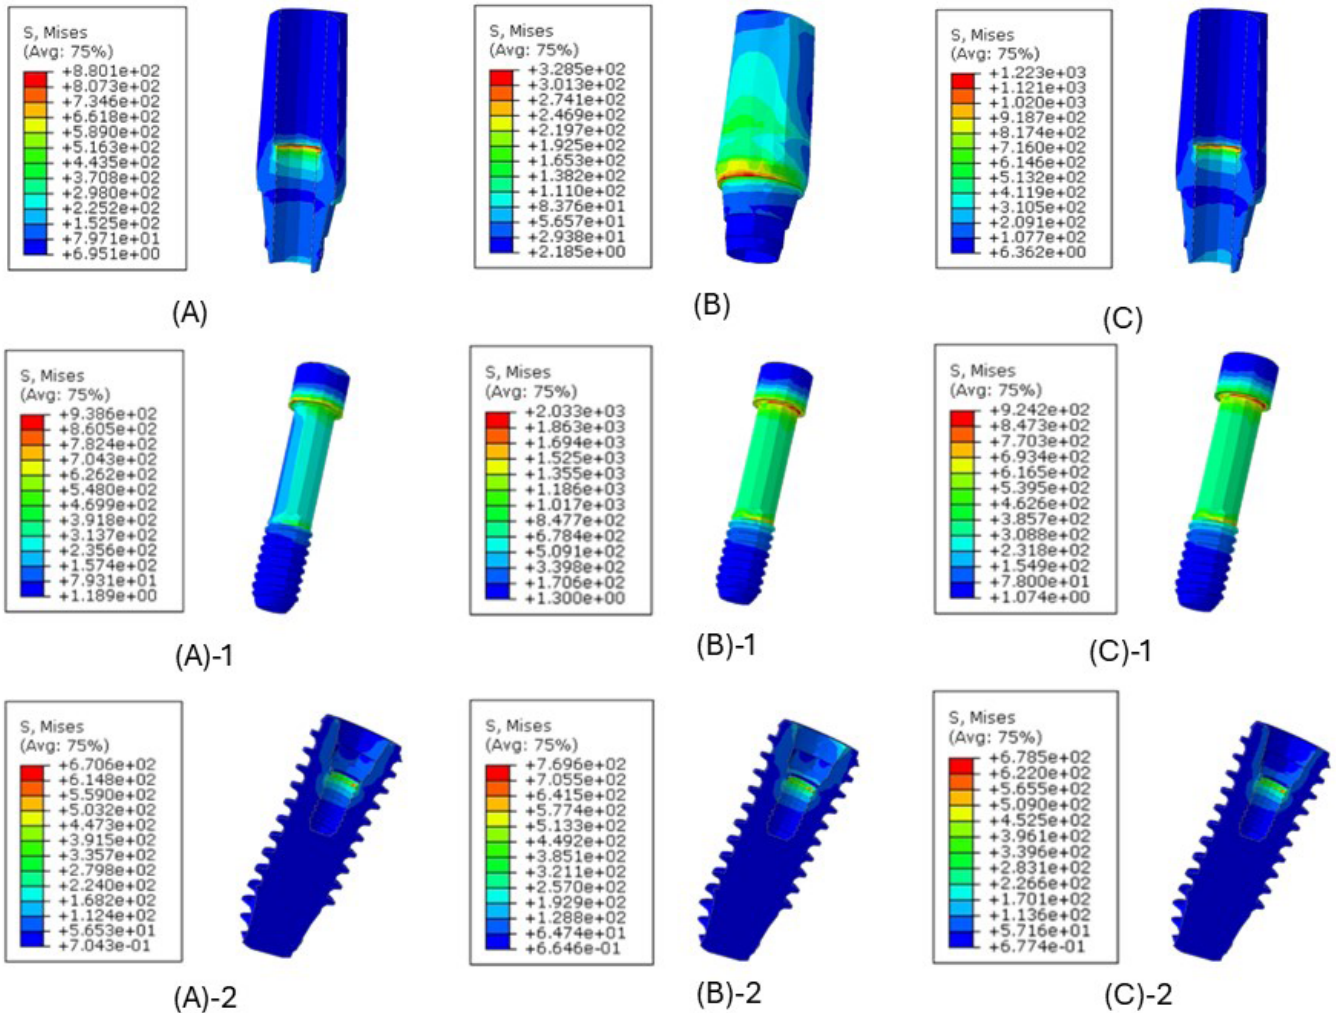 S, Mises
(Avg: 75%)
+8.801e+02
+8.073e+02
+7.346e+02
+6.618e+02
+5.890e+02
+5.163e+02
+4.435e+02
+3.708e+02
+2.980e+02
+2.252e+02
+1.525e+02
+7.971e+01
+6.951e+00
(A)
S, Mises
(Avg: 75%)
+3.285e+02
+3.013e+02
+2.741e+02
+2.469e+02
+2.197e+02
+1.925e+02
+1.653e+02
+1.382e+02
+1.110e+02
+8.376e+01
+5.657e+01
+2.938e+01
+2.185e+00
(B)
S, Mises
(Avg: 75%)
+1.223e+03
+1.121e+03
+1.020e+03
+9.187e+02
+8.174e+02
+7.160e+02
+6.146e+02
+5.132e+02
+4.119e+02
+3.105e+02
+2.091e+02
+1.077e+02
+6.362e+00
(C)
S, Mises
(Avg: 75%)
+9.386e+02
+8.605e+02
+7.824e+02
+7.043e+02
+6.262e+02
+5.480e+02
+4.699e+02
+3.918e+02
+3.137e+02
+2.356e+02
+1.574e+02
+7.931e+01
+1.189e+00
(A)-1
S, Mises
(Avg: 75%)
+2.033e+03
+1.863e+03
+1.694e+03
+1.525e+03
+1.355e+03
+1.186e+03
+1.017e+03
+8.477e+02
+6.784e+02
+5.091e+02
+3.398e+02
+1.706e+02
+1.300e+00
(B)-1
S, Mises
(Avg: 75%)
+9.242e+02
+8.473e+02
+7.703e+02
+6.934e+02
+6.165e+02
+5.395e+02
+4.626e+02
+3.857e+02
+3.088e+02
+2.318e+02
+1.549e+02
+7.800e+01
+1.074e+00
(C)-1
S, Mises
(Avg: 75%)
+6.706e+02
+6.148e+02
+5.590e+02
+5.032e+02
+4.473e+02
+3.915e+02
+3.357e+02
+2.798e+02
+2.240e+02
+1.682e+02
+1.124e+02
+5.653e+01
+7.043e-01
(A)-2
S, Mises
(Avg: 75%)
+7.696e+02
+7.055e+02
+6.415e+02
+5.774e+02
+5.133e+02
+4.492e+02
+3.851e+02
+3.211e+02
+2.570e+02
+1.929e+02
+1.288e+02
+6.474e+01
+6.646e-01
(B)-2
S, Mises
(Avg: 75%)
+6.785e+02
+6.220e+02
+5.655e+02
+5.090e+02
+4.525e+02
+3.961e+02
+3.396e+02
+2.831e+02
+2.266e+02
+1.701e+02
+1.136e+02
+5.716e+01
+6.774e-01
(C)-2